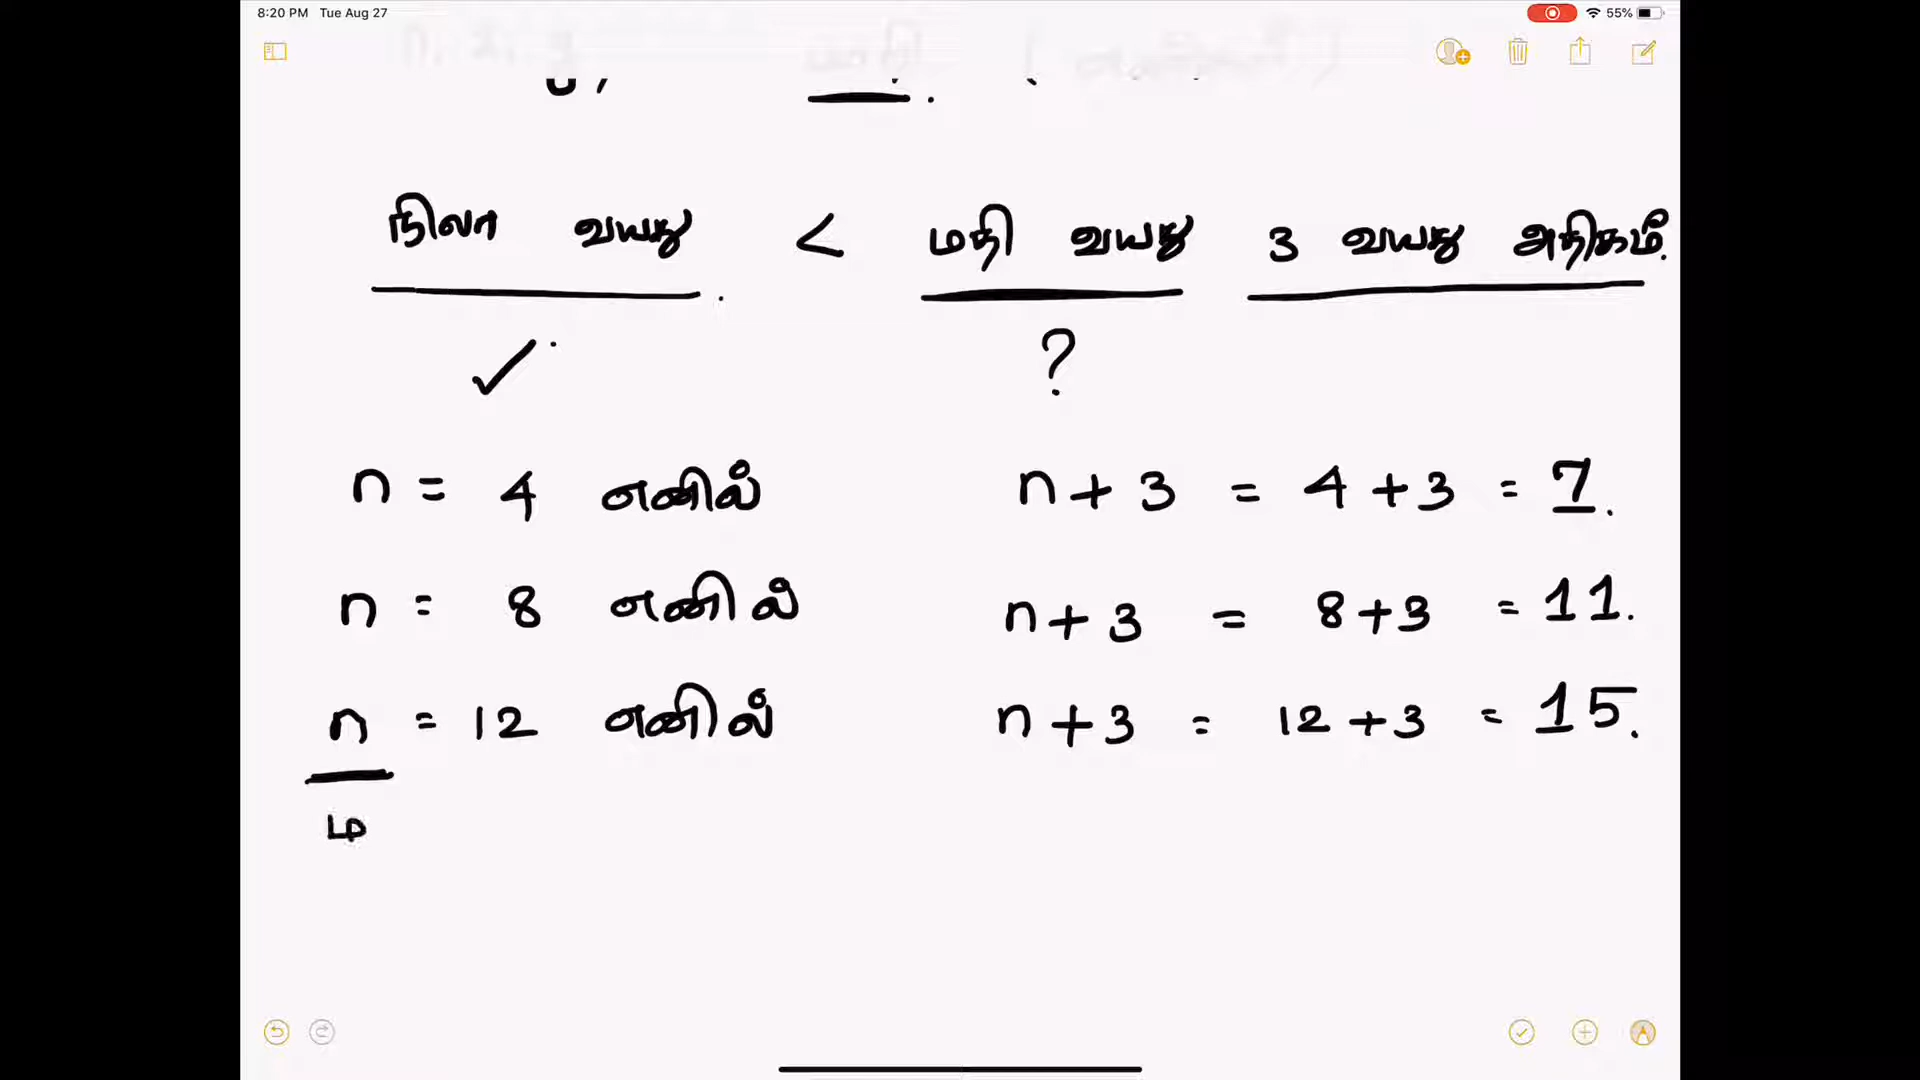 8:20 PM Tue Aug 27 55%
நிலா வயது < மதி வயது 3 வயது அதிகம்.
?
n = 4 எனில் n + 3 = 4 + 3 = 7.
n = 8 எனில் n + 3 = 8 + 3 = 11.
n = 12 எனில் n + 3 = 12 + 3 = 15.
ம